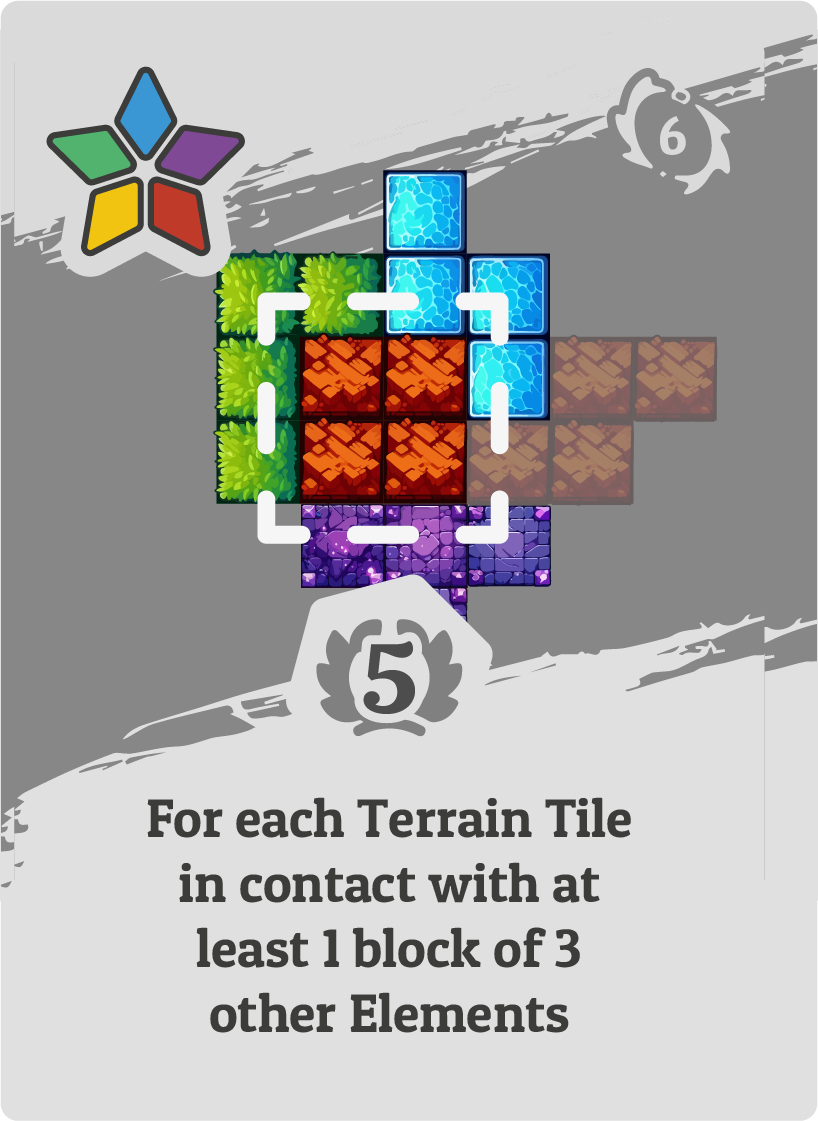 6
5
For each Terrain Tile
in contact with at
least 1 block of 3
other Elements